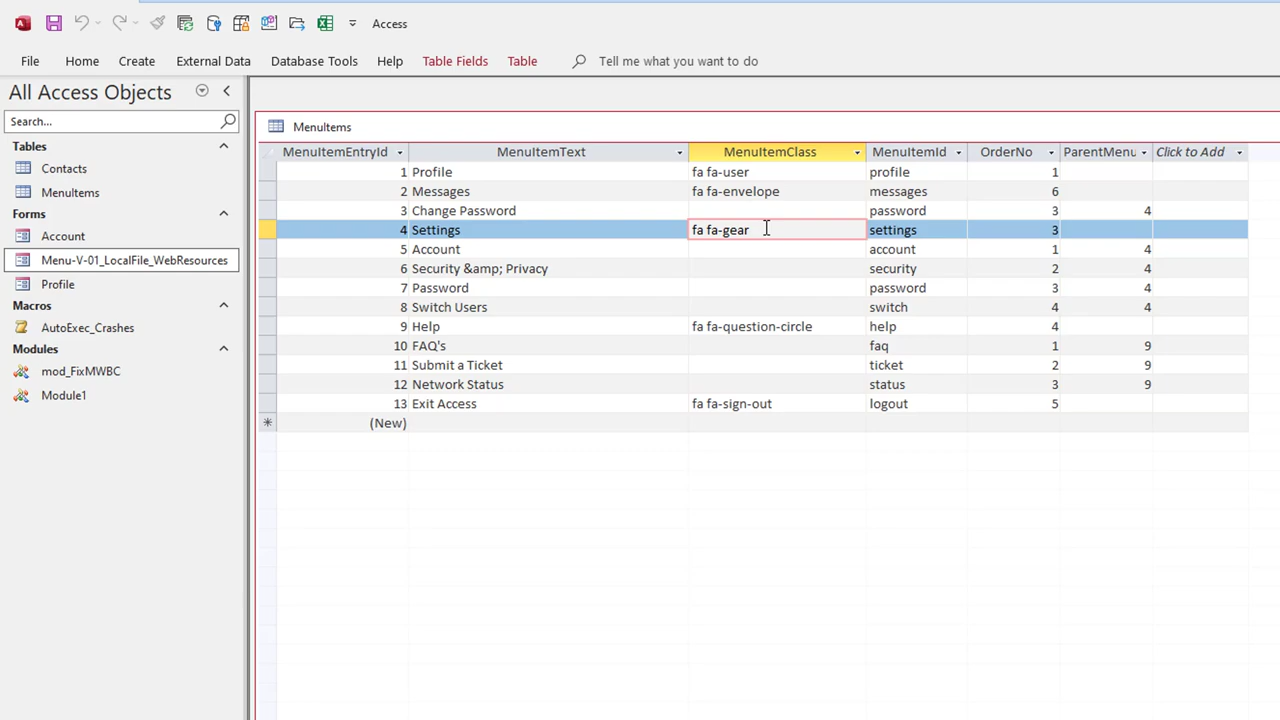 Access
File Home Create External Data Database Tools Help Table Fields Table Tell me what you want to do
All Access Objects
Search...
Tables
Contacts
MenuItems
Forms
Account
Menu-V-01_LocalFile_WebResources
Profile
Macros
AutoExec_Crashes
Modules
mod_FixMWBC
Module1
MenuItems
MenuItemEntryId MenuItemText MenuItemClass MenuItemId OrderNo ParentMenu Click to Add
1 Profile fa fa-user profile 1
2 Messages fa fa-envelope messages 6
3 Change Password password 3 4
4 Settings fa fa-gear settings 3
5 Account account 1 4
6 Security &amp; Privacy security 2 4
7 Password password 3 4
8 Switch Users switch 4 4
9 Help fa fa-question-circle help 4
10 FAQ's faq 1 9
11 Submit a Ticket ticket 2 9
12 Network Status status 3 9
13 Exit Access fa fa-sign-out logout 5
(New)